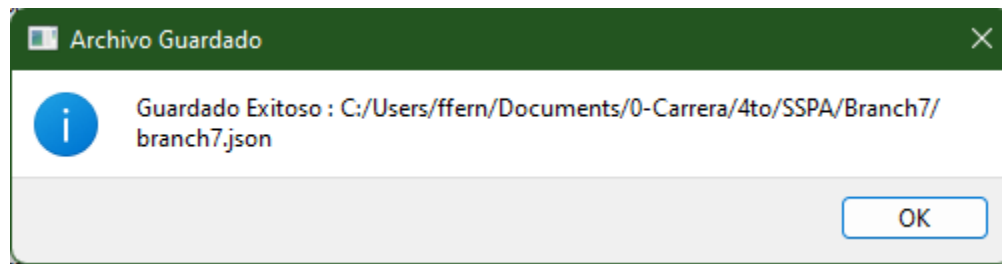 Archivo Guardado
Guardado Exitoso : C:/Users/ffern/Documents/0-Carrera/4to/SSPA/Branch7/
branch7.json
OK